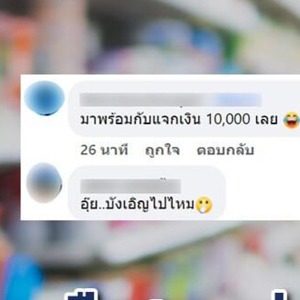 มาพร้อมกับแจกเงิน 10,000 เลย 😂
26 นาที ถูกใจ ตอบกลับ
อุ้ย..บังเอิญไปไหม🤭